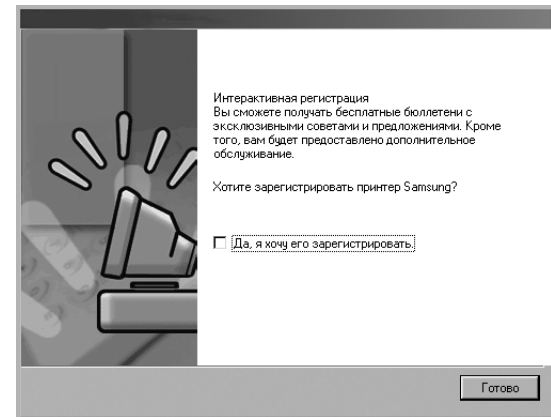 Интерактивная регистрация
Вы сможете получать бесплатные бюллетени с
эксклюзивными советами и предложениями. Кроме
того, вам будет предоставлено дополнительное
обслуживание.
Хотите зарегистрировать принтер Samsung?
Да, я хочу его зарегистрировать.
Готово